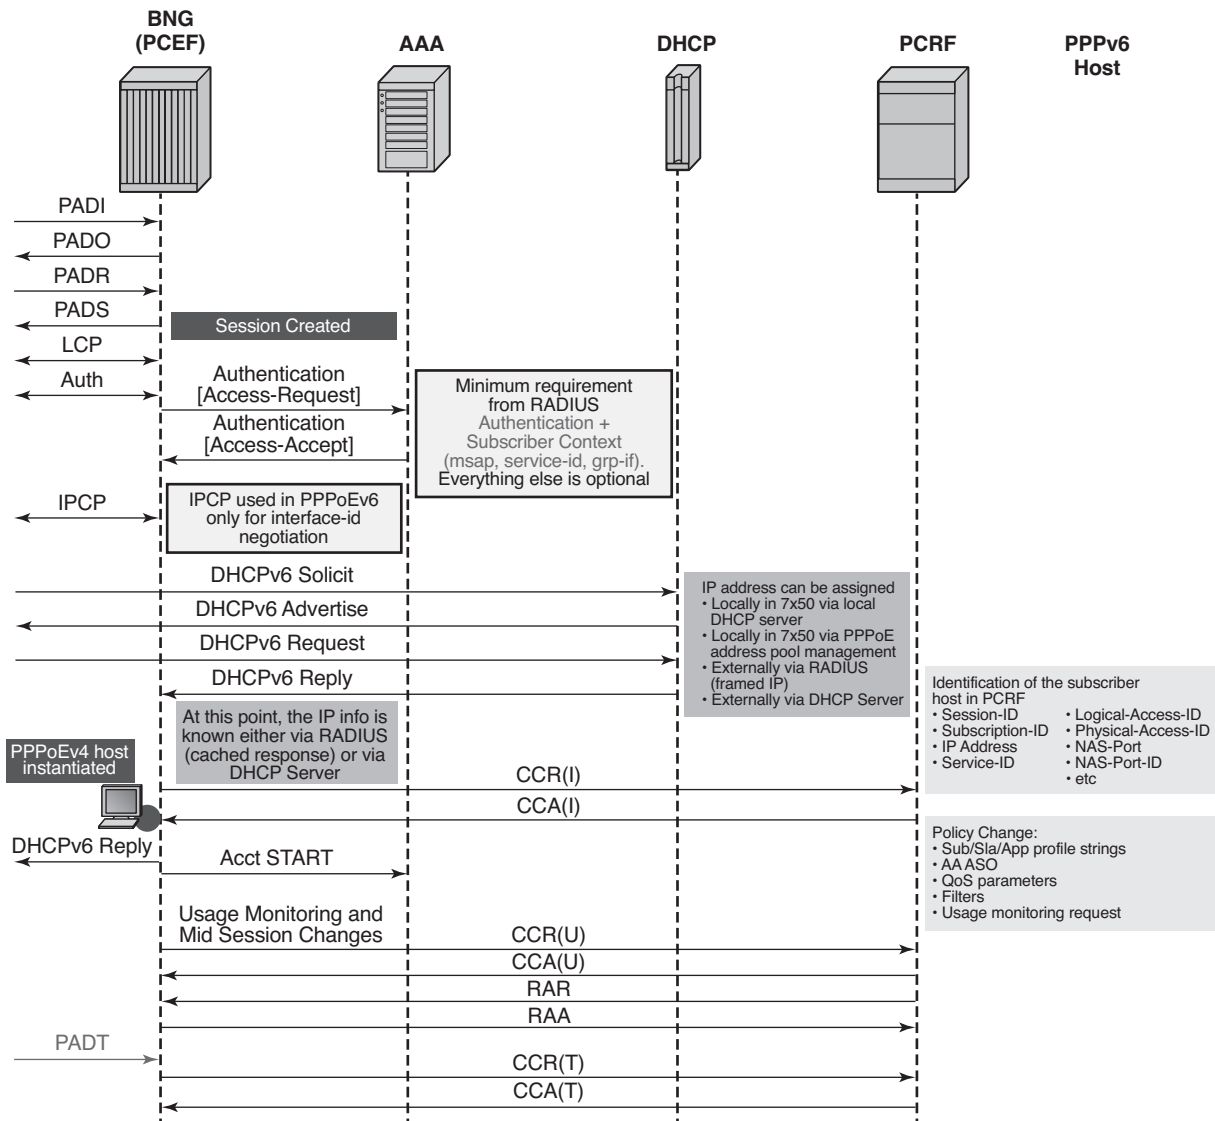 BNG
(PCEF)
AAA
DHCP
PCRF
PPPv6
Host
PADI
PADO
PADR
PADS
Session Created
LCP
Auth
Authentication
[Access-Request]
Authentication
[Access-Accept]
Minimum requirement
from RADIUS
Authentication +
Subscriber Context
(msap, service-id, grp-if).
Everything else is optional
IPCP
IPCP used in PPPoEv6
only for interface-id
negotiation
DHCPv6 Solicit
DHCPv6 Advertise
DHCPv6 Request
DHCPv6 Reply
IP address can be assigned
• Locally in 7x50 via local
DHCP server
• Locally in 7x50 via PPPoE
address pool management
• Externally via RADIUS
(framed IP)
• Externally via DHCP Server
At this point, the IP info is
known either via RADIUS
(cached response) or via
DHCP Server
Identification of the subscriber
host in PCRF
• Session-ID
• Subscription-ID
• IP Address
• Service-ID
• Logical-Access-ID
• Physical-Access-ID
• NAS-Port
• NAS-Port-ID
• etc
PPPoEv4 host
instantiated
CCR(I)
CCA(I)
DHCPv6 Reply
Acct START
Policy Change:
• Sub/Sla/App profile strings
• AA ASO
• QoS parameters
• Filters
• Usage monitoring request
Usage Monitoring and
Mid Session Changes
CCR(U)
CCA(U)
RAR
RAA
PADT
CCR(T)
CCA(T)